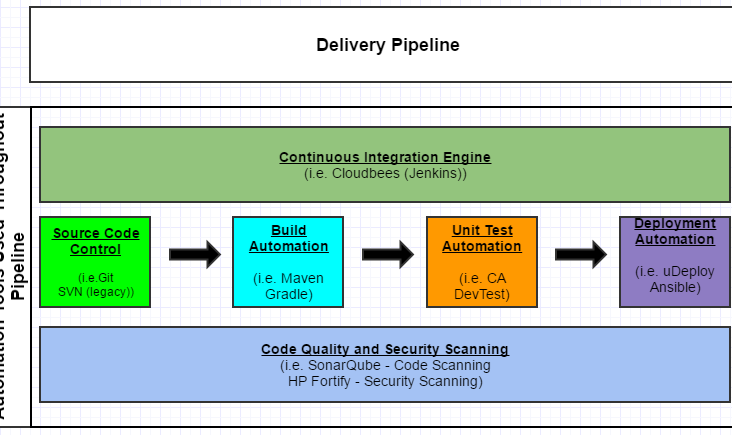 Delivery Pipeline
Automation Tools Used Throughout
Pipeline
Continuous Integration Engine
(i.e. Cloudbees (Jenkins))
Source Code
Control
(i.e.Git
SVN (legacy))
Build
Automation
(i.e. Maven
Gradle)
Unit Test
Automation
(i.e. CA
DevTest)
Deployment
Automation
(i.e. uDeploy
Ansible)
Code Quality and Security Scanning
(i.e. SonarQube - Code Scanning
HP Fortify - Security Scanning)